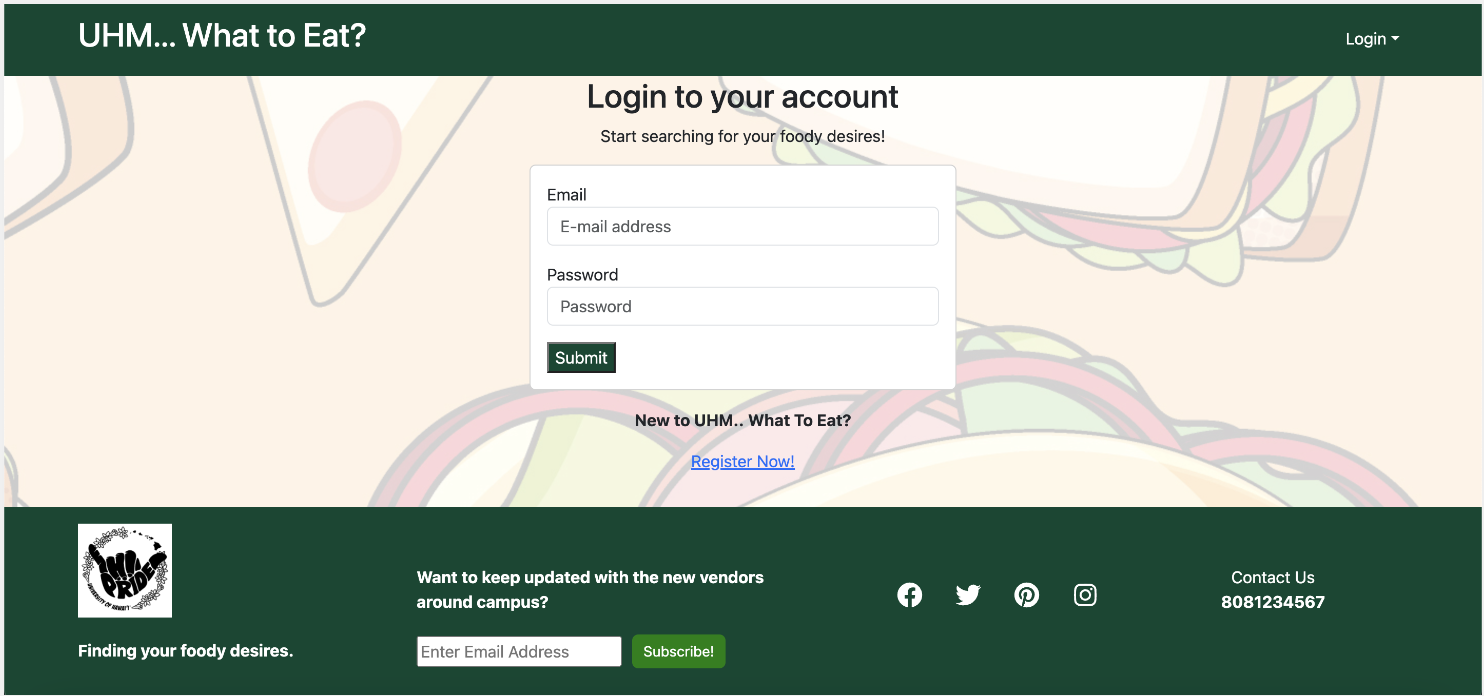 UHM... What to Eat?
Login
Login to your account
Start searching for your foody desires!
Email
E-mail address
Password
Password
Submit
New to UHM.. What To Eat?
Register Now!
UHM
PRIDE
UNIVERSITY OF HAWAI'I
Finding your foody desires.
Want to keep updated with the new vendors
around campus?
Enter Email Address
Subscribe!
Contact Us
8081234567